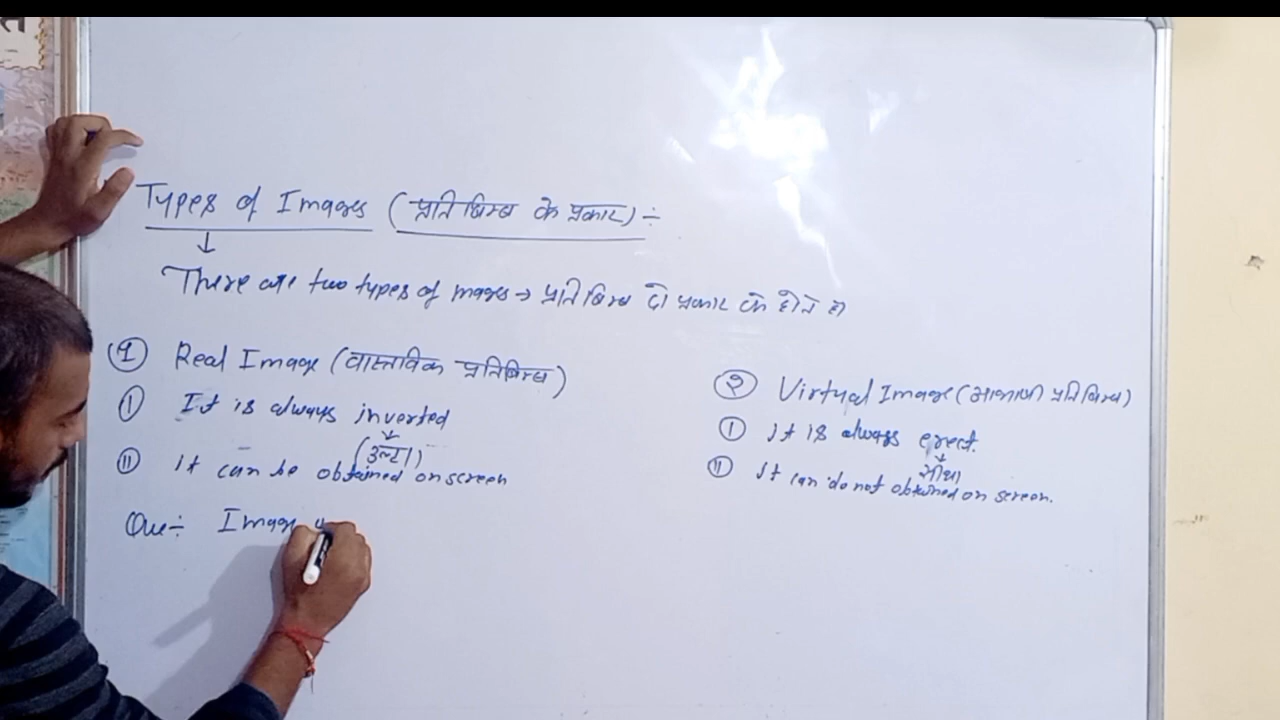 Types of Images (प्रतिबिम्ब के प्रकार) ÷
↓
There are two types of mages → प्रतिबिम्ब दो प्रकार के होते है
① Real Image (वास्तविक प्रतिबिम्ब)
Ⓘ It is always inverted
↓
(उल्टा)
Ⅱ It can be obtained on screen
Que÷ Image
② Virtual Image (आभासी प्रतिबिम्ब)
Ⓘ It is always erect.
↓
सीधा
Ⅱ It can do not obtained on screen.